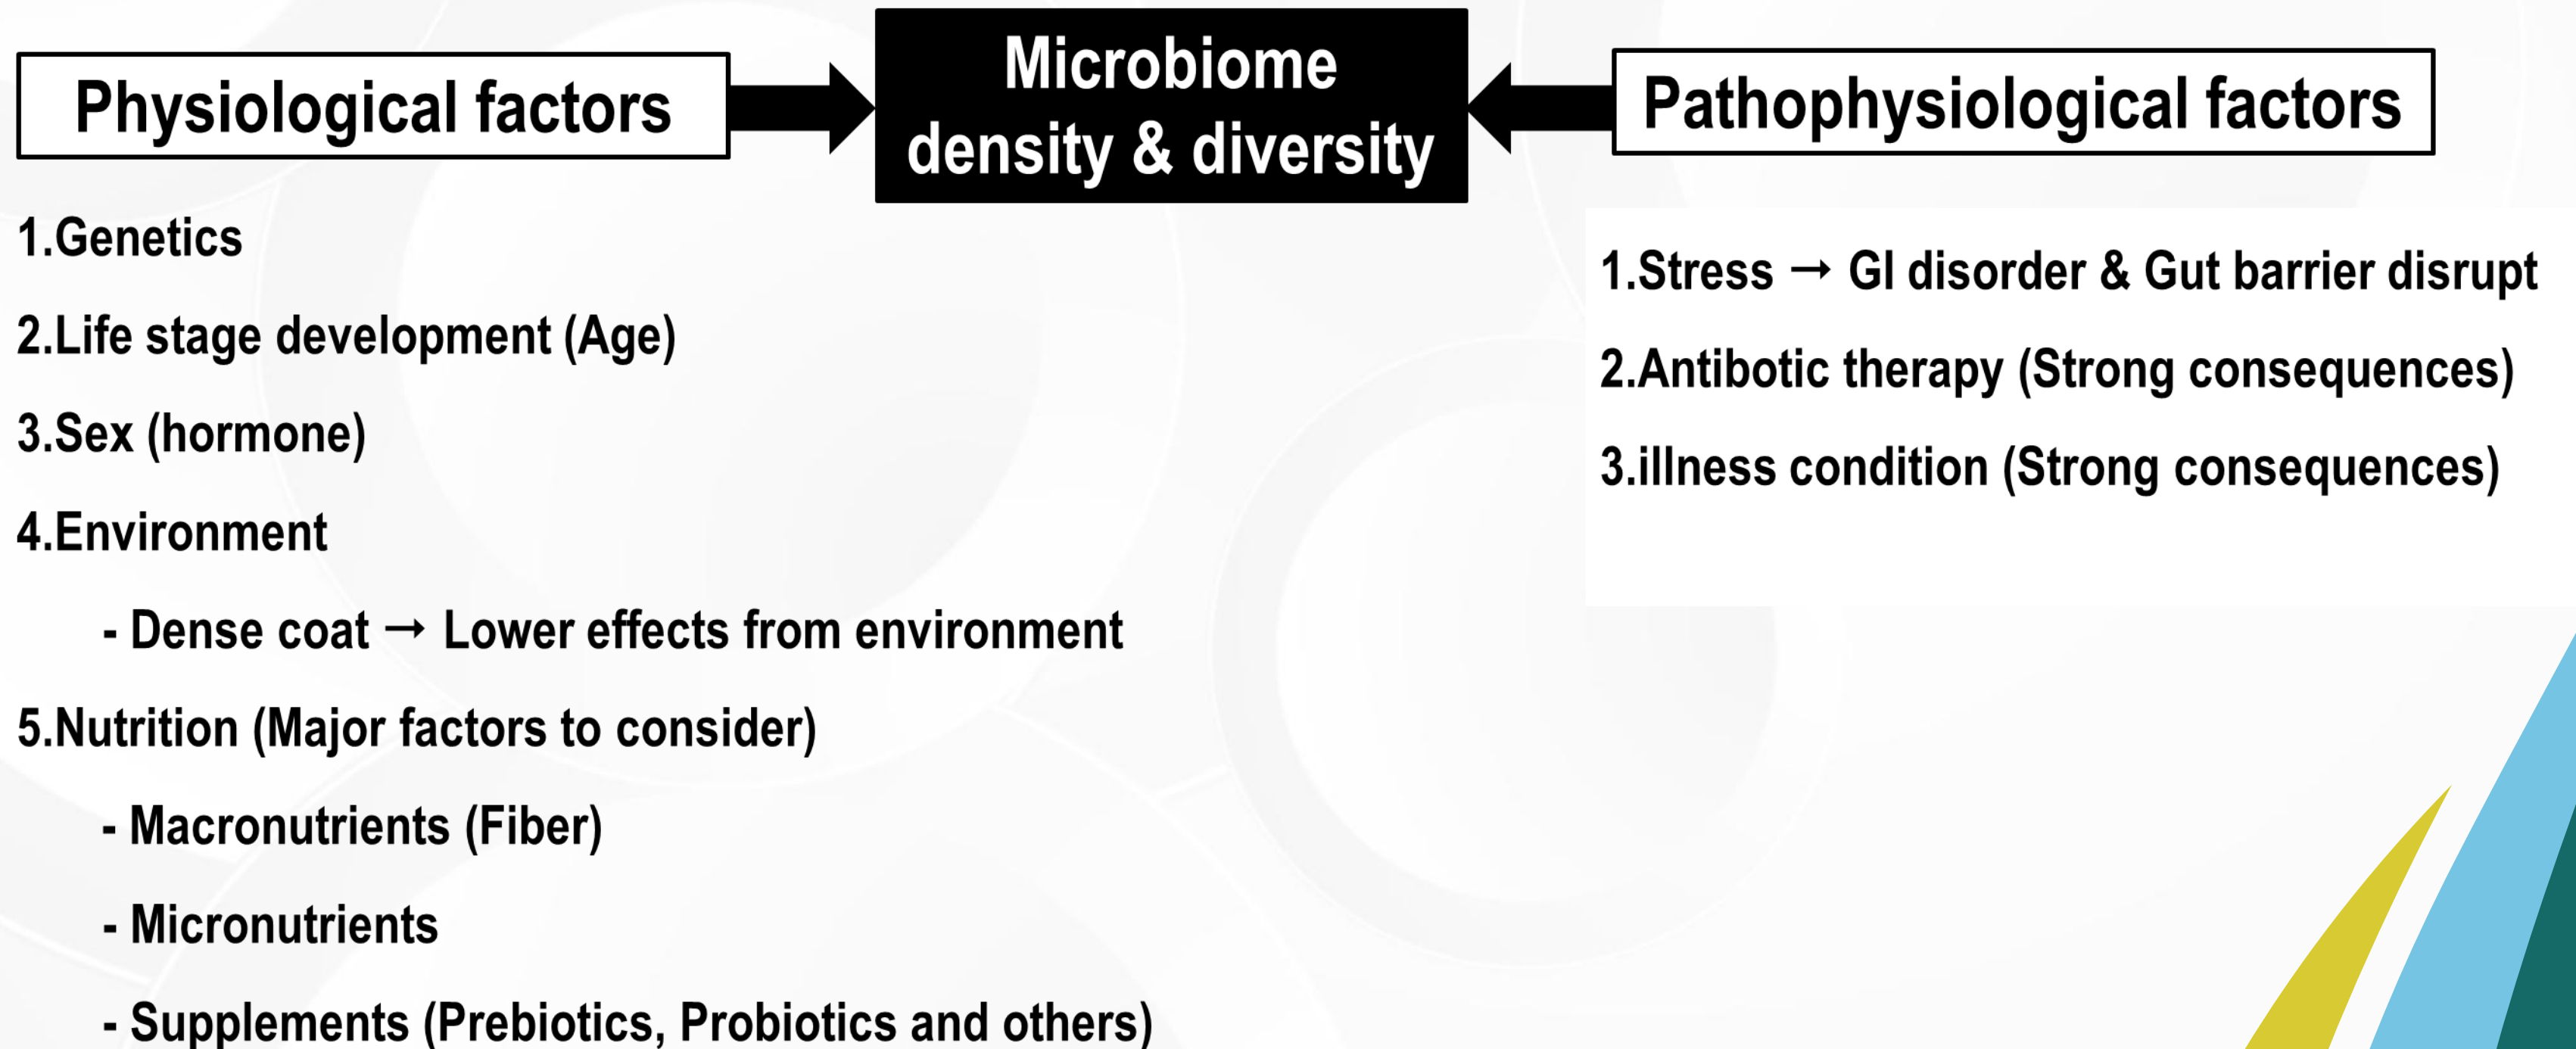 Physiological factors
Microbiome
density & diversity
Pathophysiological factors
1.Genetics
2.Life stage development (Age)
3.Sex (hormone)
4.Environment
- Dense coat → Lower effects from environment
5.Nutrition (Major factors to consider)
- Macronutrients (Fiber)
- Micronutrients
- Supplements (Prebiotics, Probiotics and others)
1.Stress → GI disorder & Gut barrier disrupt
2.Antibotic therapy (Strong consequences)
3.illness condition (Strong consequences)